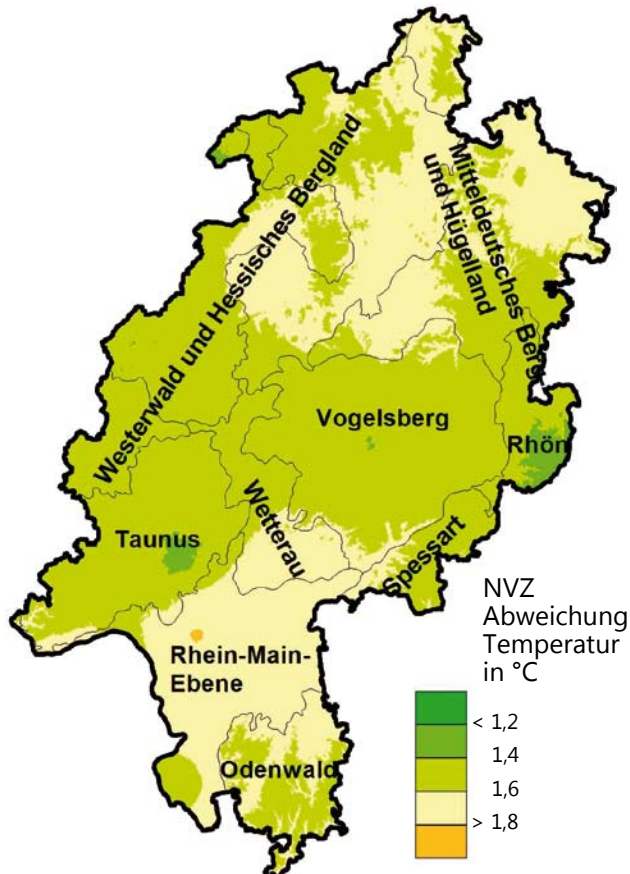 Westerwald und Hessisches Bergland
Mitteldeutsches Berg
und Hügelland
Vogelsberg
Rhön
Taunus
Wetterau
Spessart
Rhein-Main-
Ebene
Odenwald
NVZ
Abweichung
Temperatur
in °C
< 1,2
1,4
1,6
> 1,8